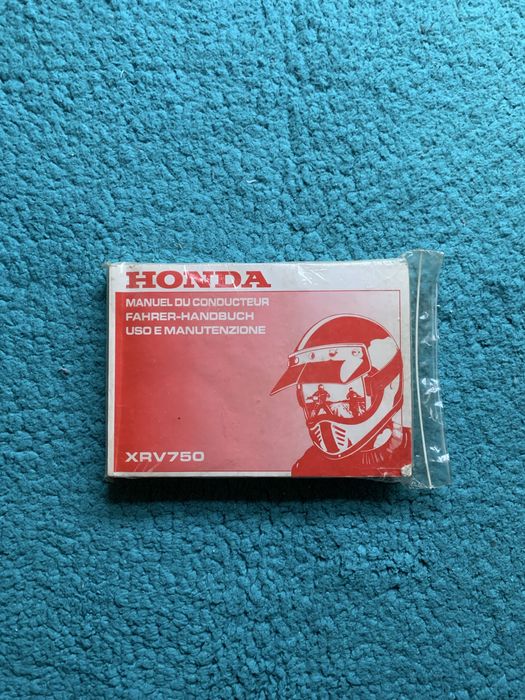 HONDA
MANUEL DU CONDUCTEUR
FAHRER-HANDBUCH
USO E MANUTENZIONE
XRV750